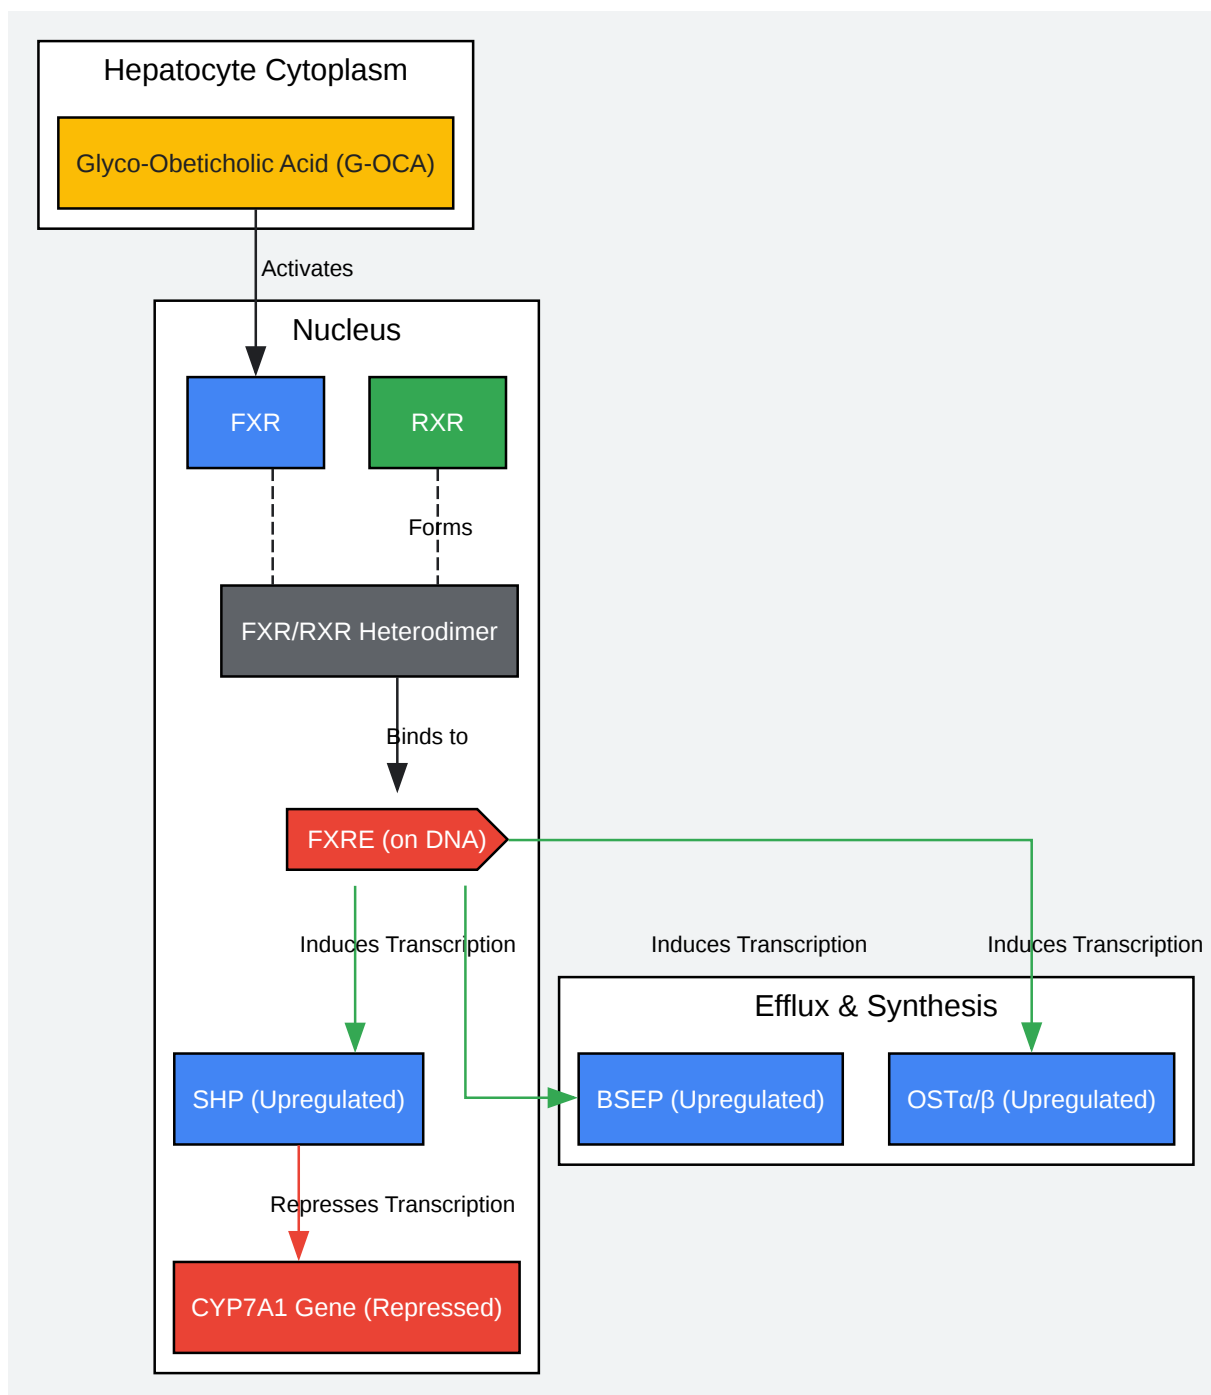 Hepatocyte Cytoplasm
Glyco-Obeticholic Acid (G-OCA)
Activates
Nucleus
FXR
RXR
Forms
FXR/RXR Heterodimer
Binds to
FXRE (on DNA)
Induces Transcription
Induces Transcription
Induces Transcription
Efflux & Synthesis
SHP (Upregulated)
BSEP (Upregulated)
OSTα/β (Upregulated)
Represses Transcription
CYP7A1 Gene (Repressed)